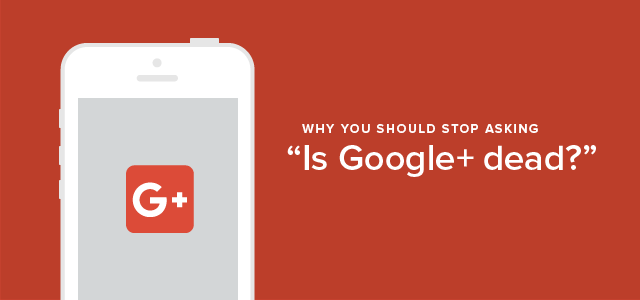 WHY YOU SHOULD STOP ASKING
“Is Google+ dead?”
G+